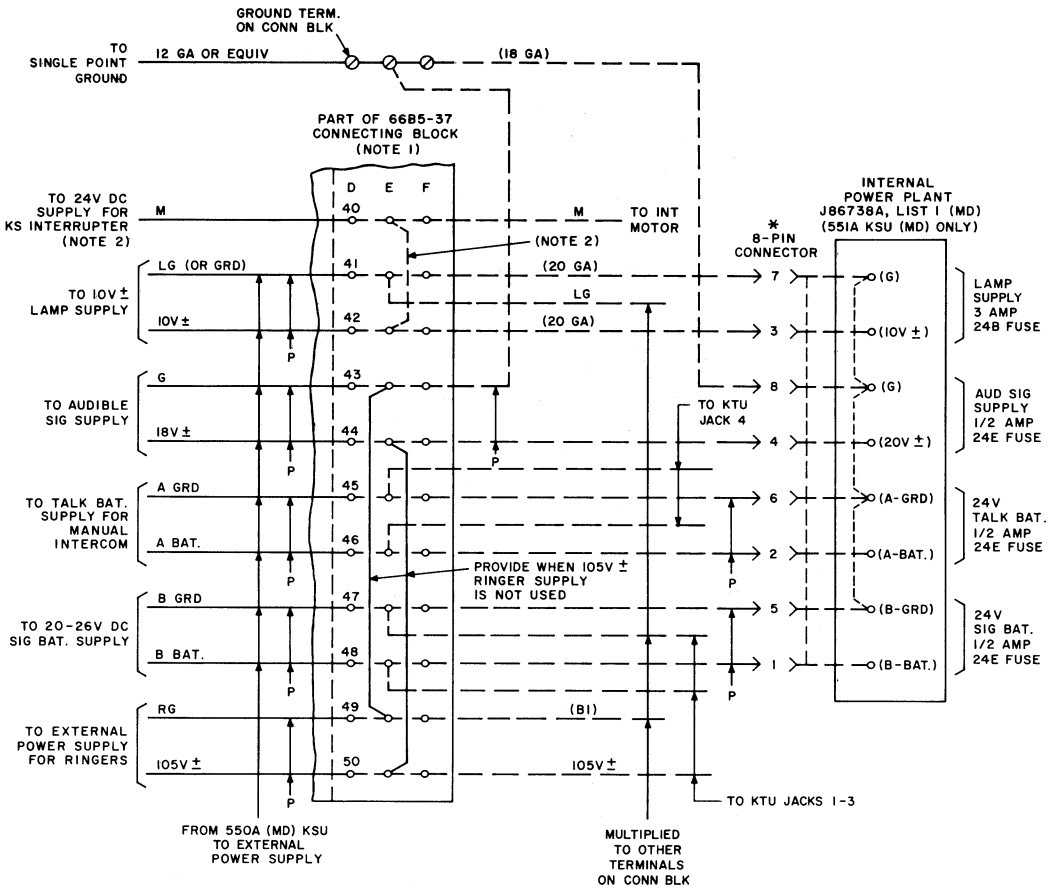 GROUND TERM.
ON CONN BLK
TO
SINGLE POINT
GROUND
12 GA OR EQUIV
(18 GA)
PART OF 66B5-37
CONNECTING BLOCK
(NOTE 1)
D E F
INTERNAL
POWER PLANT
J86738A, LIST 1 (MD)
(551A KSU (MD) ONLY)
TO 24V DC
SUPPLY FOR
KS INTERRUPTER
(NOTE 2)
M
40
M
TO INT
MOTOR
(NOTE 2)
*
8-PIN
CONNECTOR
TO 10V ±
LAMP SUPPLY
LG (OR GRD)
41
(20 GA)
7
(G)
LG
10V ±
42
(20 GA)
3
(10V ±)
P
LAMP
SUPPLY
3 AMP
24B FUSE
TO AUDIBLE
SIG SUPPLY
G
43
8
(G)
TO KTU
JACK 4
18V ±
44
4
(20V ±)
P
P
AUD SIG
SUPPLY
1/2 AMP
24E FUSE
TO TALK BAT.
SUPPLY FOR
MANUAL
INTERCOM
A GRD
45
6
(A-GRD)
A BAT.
46
2
(A-BAT.)
P
P
24V
TALK BAT.
1/2 AMP
24E FUSE
PROVIDE WHEN 105V ±
RINGER SUPPLY
IS NOT USED
TO 20-26V DC
SIG BAT. SUPPLY
B GRD
47
5
(B-GRD)
B BAT.
48
1
(B-BAT.)
P
P
24V
SIG BAT.
1/2 AMP
24E FUSE
TO EXTERNAL
POWER SUPPLY
FOR RINGERS
RG
49
(B1)
105V ±
50
105V ±
P
TO KTU JACKS 1-3
FROM 550A (MD) KSU
TO EXTERNAL
POWER SUPPLY
MULTIPLIED
TO OTHER
TERMINALS
ON CONN BLK